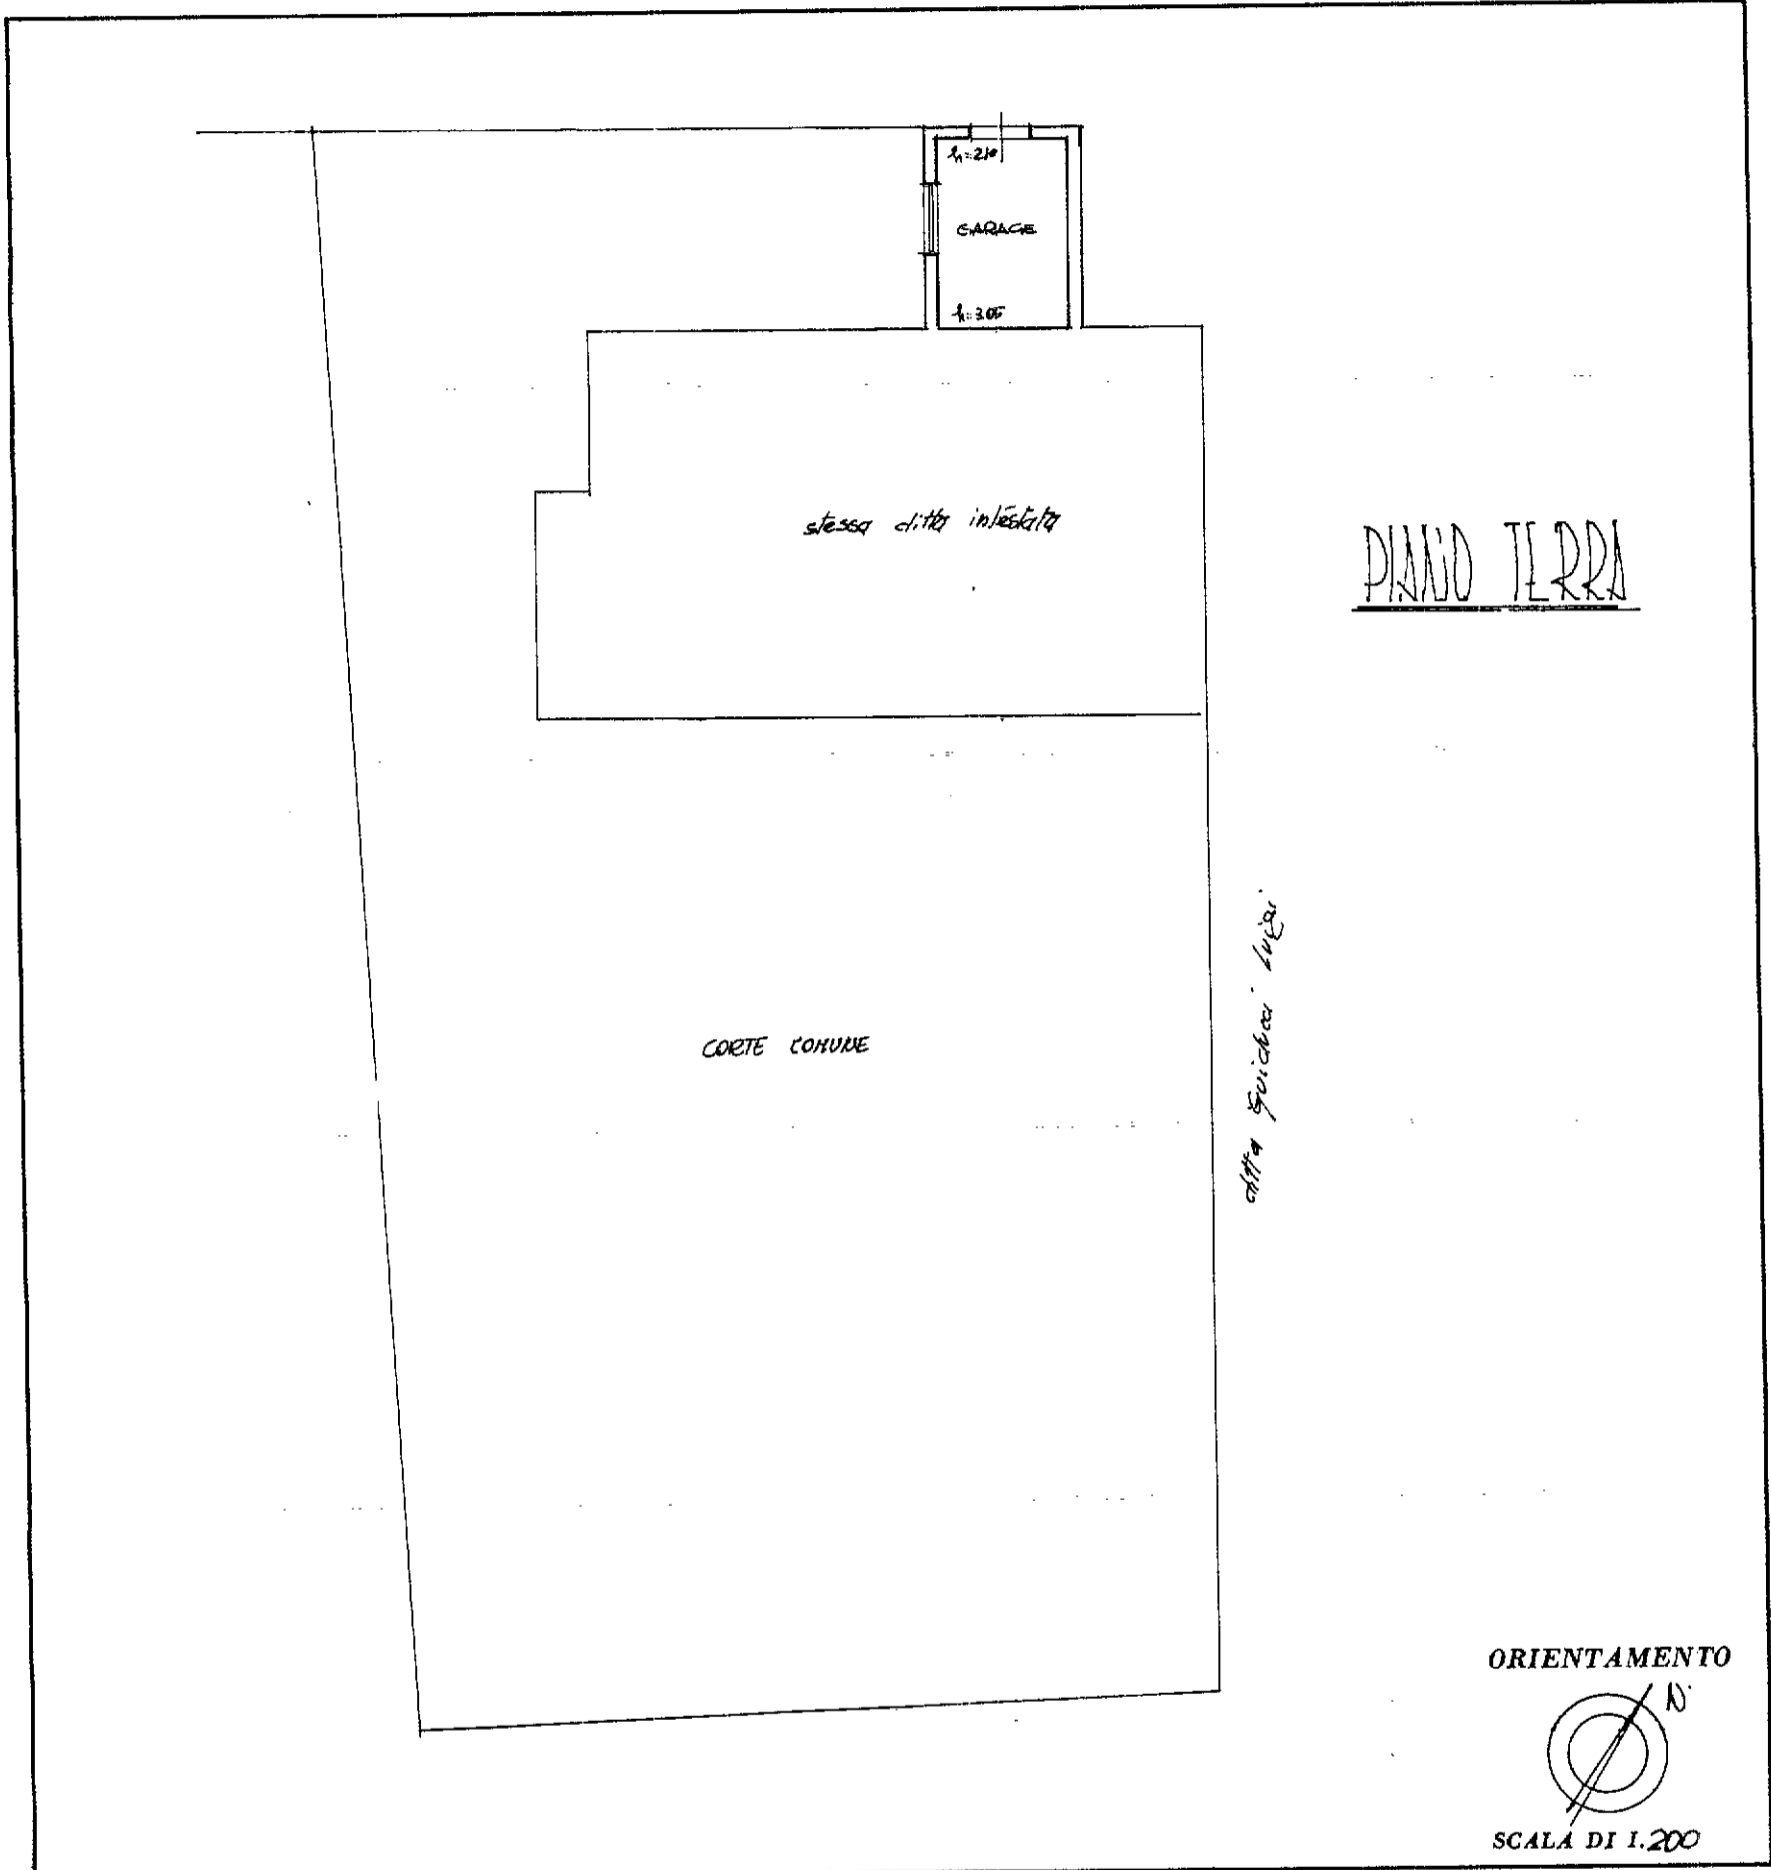 h=2.10
GARAGE
h=3.05
stessa ditta intestata
PIANO TERRA
CORTE COMUNE
ditta Guiducci Luigi
ORIENTAMENTO
N
SCALA DI 1.200